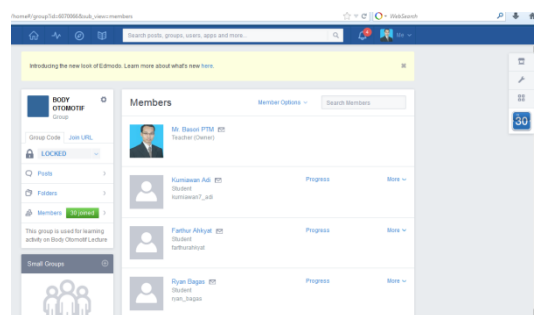 /home#/group?id=8070866&sub_view=members
WebSearch
Search posts, groups, users, apps and more...
Me
Introducing the new look of Edmodo. Learn more about what's new here.
BODY
OTOMOTIF
Group
Group Code Join URL
LOCKED
Posts
Folders
Members 30 joined
This group is used for learning
activity on Body Otomotif Lecture
Small Groups
Members
Member Options
Search Members
Mr. Basori PTM
Teacher (Owner)
Kurniawan Adi
Student
kurniawan7_adi
Progress
More
Farthur Ahkiyat
Student
farthurahkiyat
Progress
More
Ryan Bagas
Student
ryan_bagas
Progress
More
30